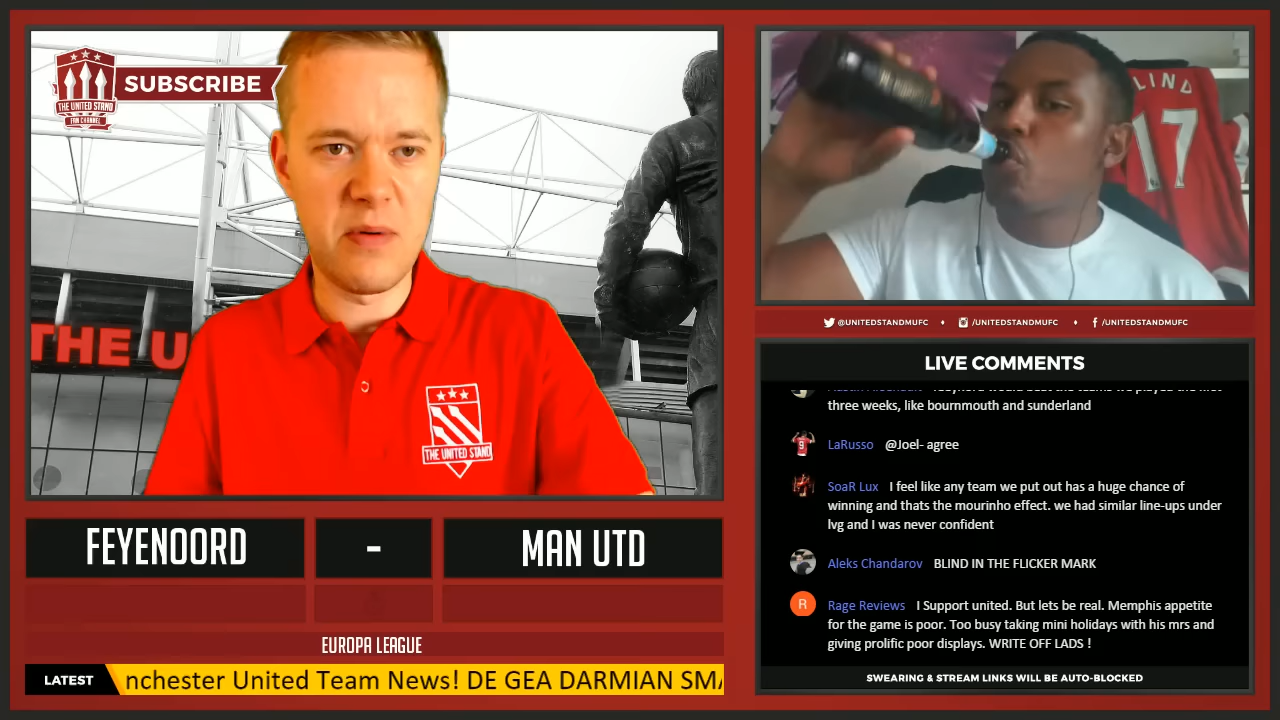 SUBSCRIBE
THE UNITED STAND
FAN CHANNEL
THE U
THE UNITED STAND
LIND
17
@UNITEDSTANDMUFC
/UNITEDSTANDMUFC
/UNITEDSTANDMUFC
LIVE COMMENTS
three weeks, like bournmouth and sunderland
LaRusso @Joel- agree
SoaR Lux I feel like any team we put out has a huge chance of
winning and thats the mourinho effect. we had similar line-ups under
lvg and I was never confident
Aleks Chandarov BLIND IN THE FLICKER MARK
R
Rage Reviews I Support united. But lets be real. Memphis appetite
for the game is poor. Too busy taking mini holidays with his mrs and
giving prolific poor displays. WRITE OFF LADS !
SWEARING & STREAM LINKS WILL BE AUTO-BLOCKED
FEYENOORD - MAN UTD
EUROPA LEAGUE
LATEST nchester United Team News! DE GEA DARMIAN SMA